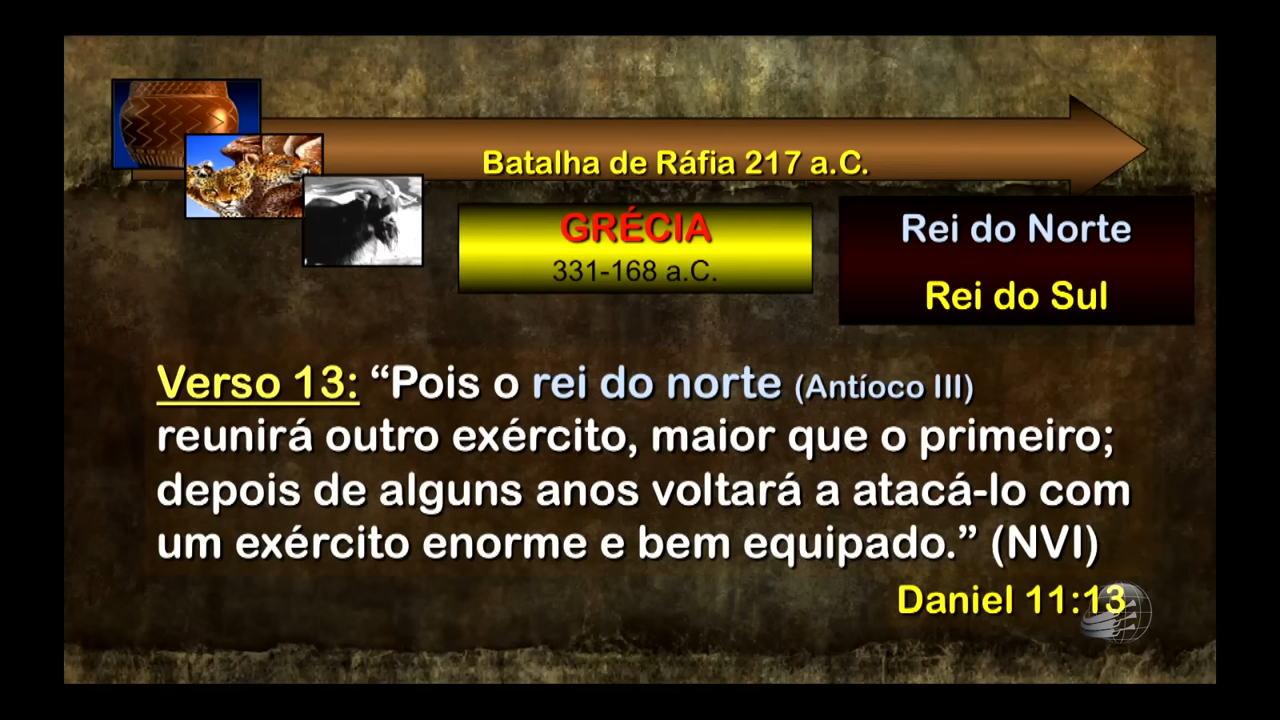 Batalha de Ráfia 217 a.C.
GRÉCIA
331-168 a.C.
Rei do Norte
Rei do Sul
Verso 13: “Pois o rei do norte (Antíoco III)
reunirá outro exército, maior que o primeiro;
depois de alguns anos voltará a atacá-lo com
um exército enorme e bem equipado.” (NVI)
Daniel 11:13